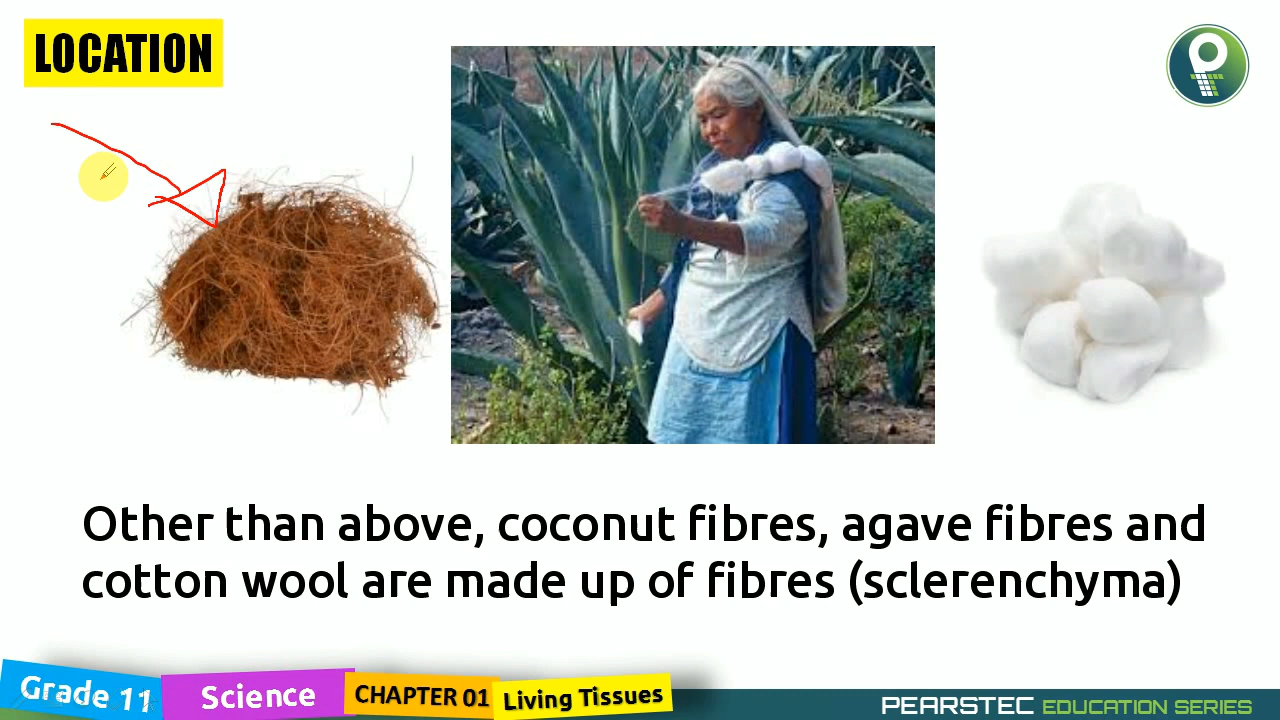 LOCATION
Other than above, coconut fibres, agave fibres and
cotton wool are made up of fibres (sclerenchyma)
Grade 11 Science CHAPTER 01 Living Tissues
PEARSTEC EDUCATION SERIES